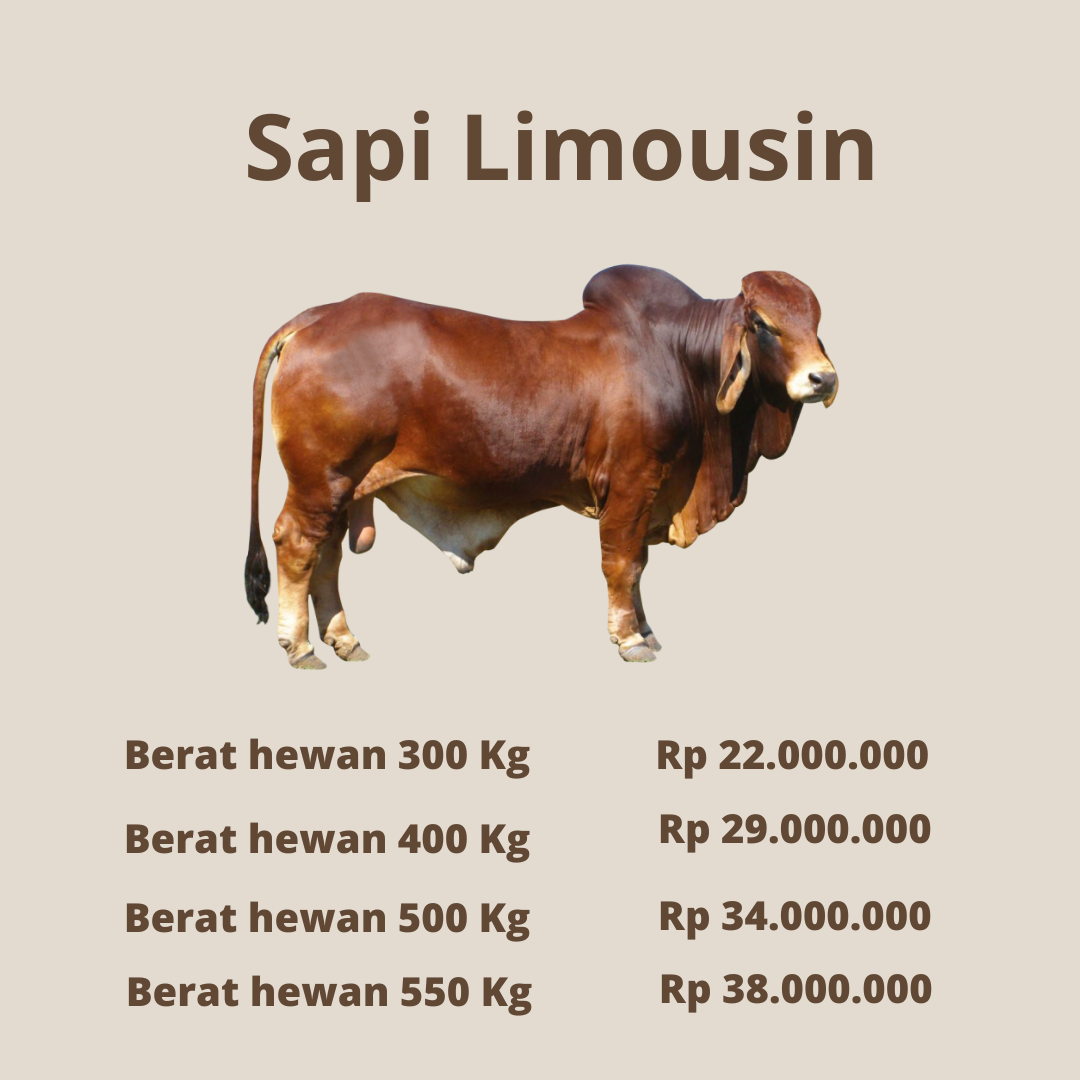 Sapi Limousin
Berat hewan 300 Kg Rp 22.000.000
Berat hewan 400 Kg Rp 29.000.000
Berat hewan 500 Kg Rp 34.000.000
Berat hewan 550 Kg Rp 38.000.000